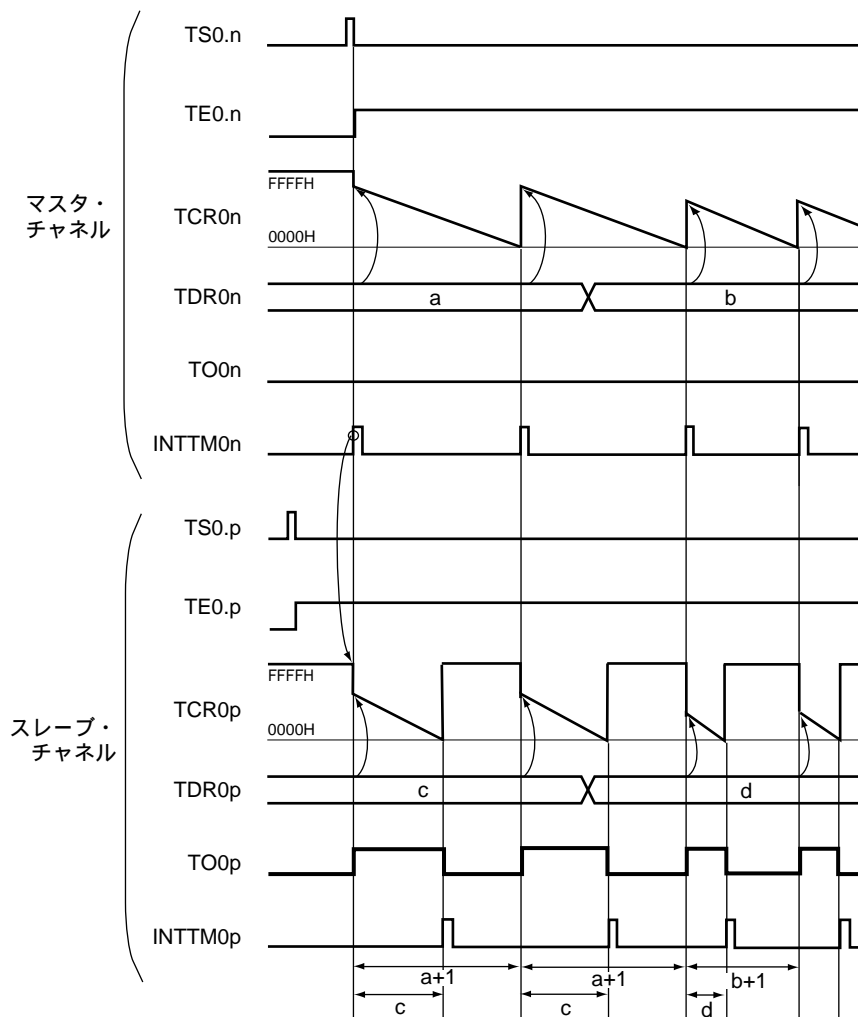 TS0.n
TE0.n
FFFFH
マスタ・
チャネル
TCR0n
0000H
TDR0n
a
b
TO0n
INTTM0n
TS0.p
TE0.p
FFFFH
TCR0p
スレーブ・
チャネル
0000H
TDR0p
c
d
TO0p
INTTM0p
a+1
a+1
b+1
c
c
d